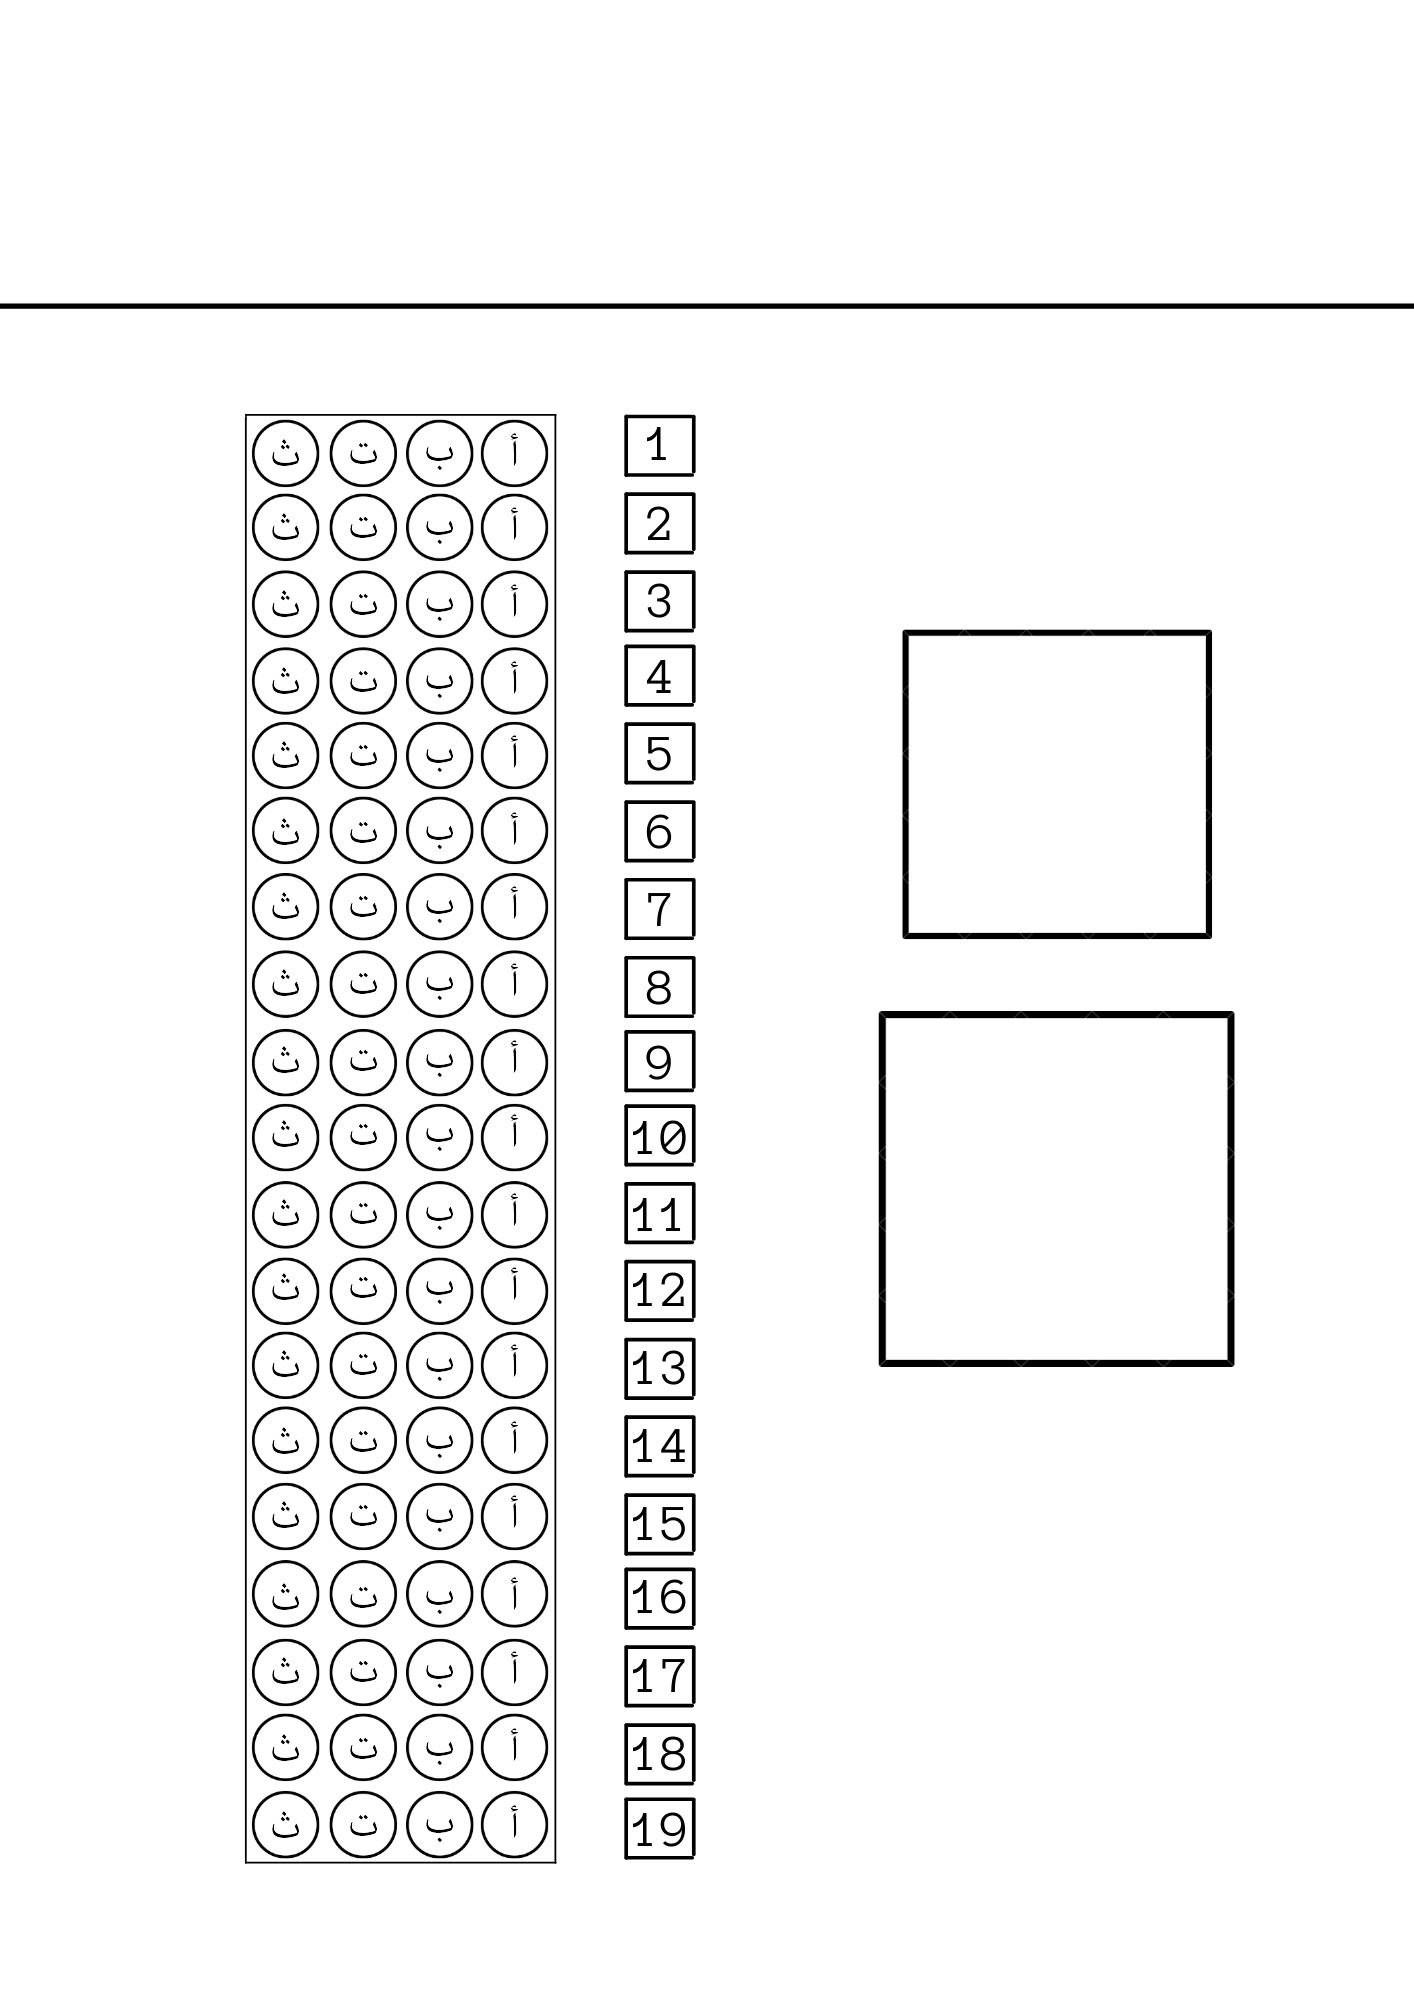 1 أ ب ت ث
2 أ ب ت ث
3 أ ب ت ث
4 أ ب ت ث
5 أ ب ت ث
6 أ ب ت ث
7 أ ب ت ث
8 أ ب ت ث
9 أ ب ت ث
10 أ ب ت ث
11 أ ب ت ث
12 أ ب ت ث
13 أ ب ت ث
14 أ ب ت ث
15 أ ب ت ث
16 أ ب ت ث
17 أ ب ت ث
18 أ ب ت ث
19 أ ب ت ث